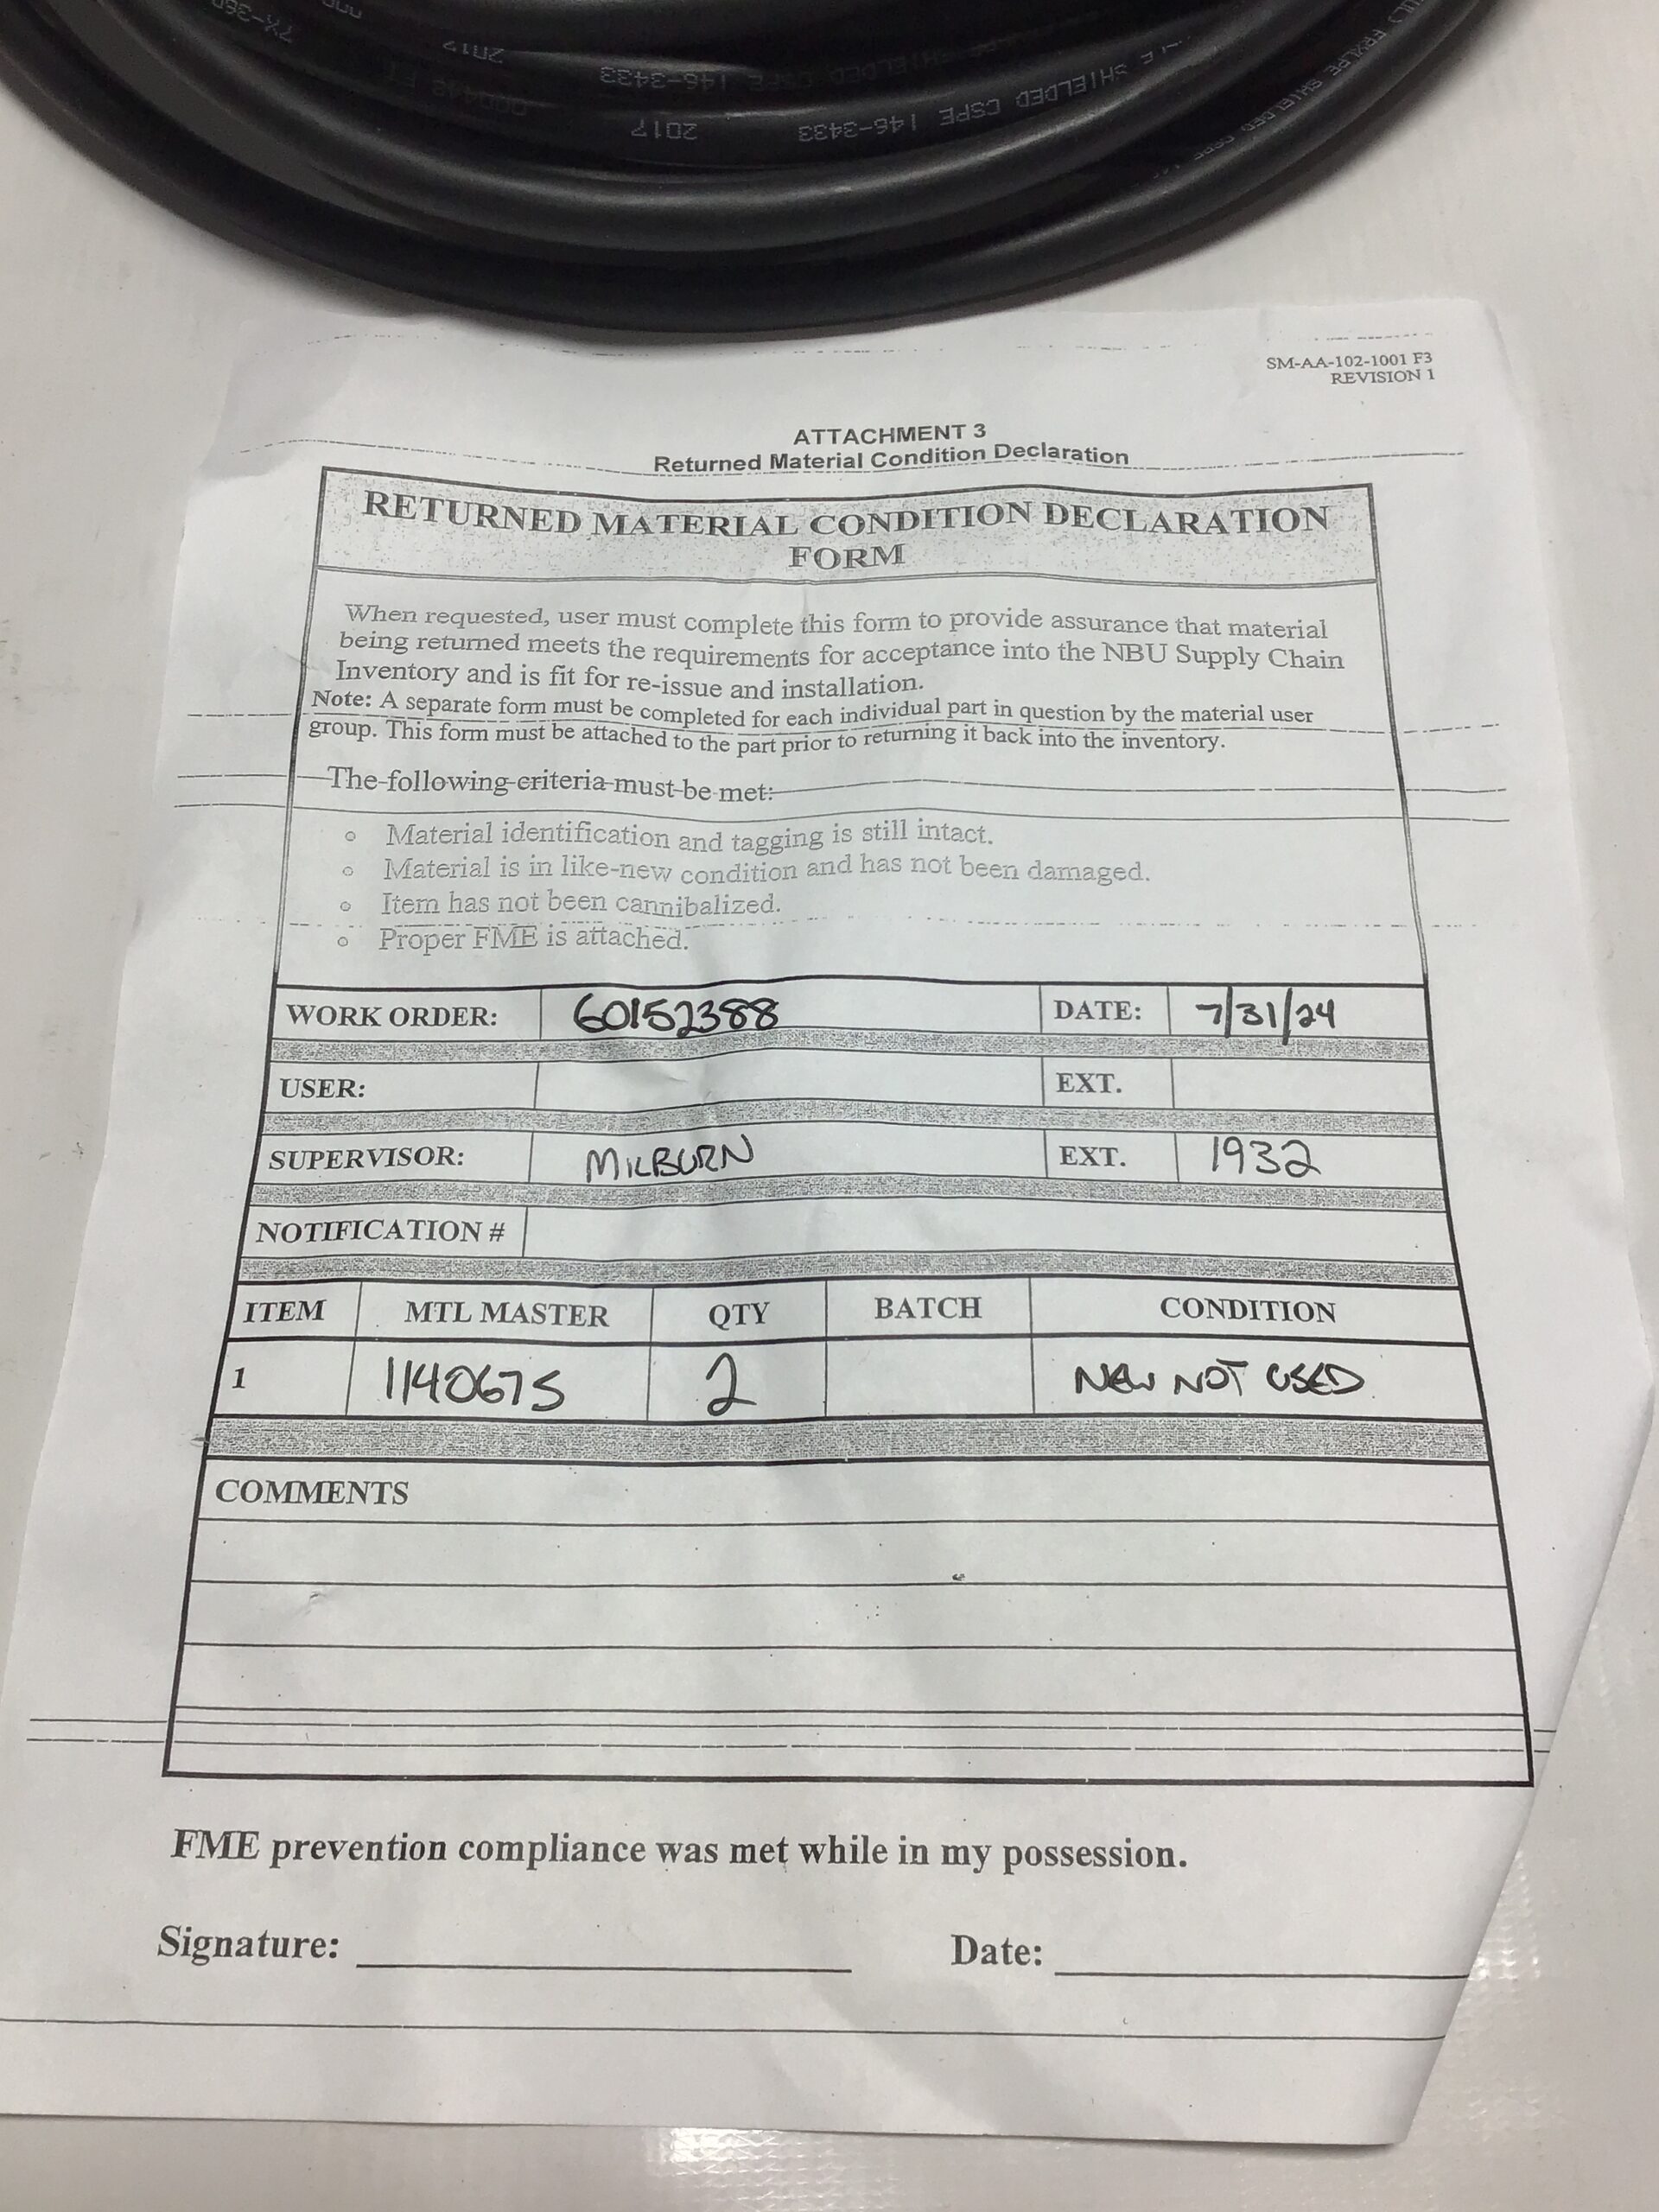 7X-36
000
2017
146-3433
SHIELDED CSPE 146-3433 2017
SM-AA-102-1001 F3
REVISION 1
ATTACHMENT 3
Returned Material Condition Declaration
RETURNED MATERIAL CONDITION DECLARATION
FORM
When requested, user must complete this form to provide assurance that material
being returned meets the requirements for acceptance into the NBU Supply Chain
Inventory and is fit for re-issue and installation.
Note: A separate form must be completed for each individual part in question by the material user
group. This form must be attached to the part prior to returning it back into the inventory.
The following criteria must be met:
o Material identification and tagging is still intact.
o Material is in like-new condition and has not been damaged.
o Item has not been cannibalized.
o Proper FME is attached.
WORK ORDER: 60152388 DATE: 7/31/24
USER: EXT.
SUPERVISOR: MILBURN EXT. 1932
NOTIFICATION #
ITEM MTL MASTER QTY BATCH CONDITION
1 1140675 2 NEW NOT USED
COMMENTS
FME prevention compliance was met while in my possession.
Signature: Date: